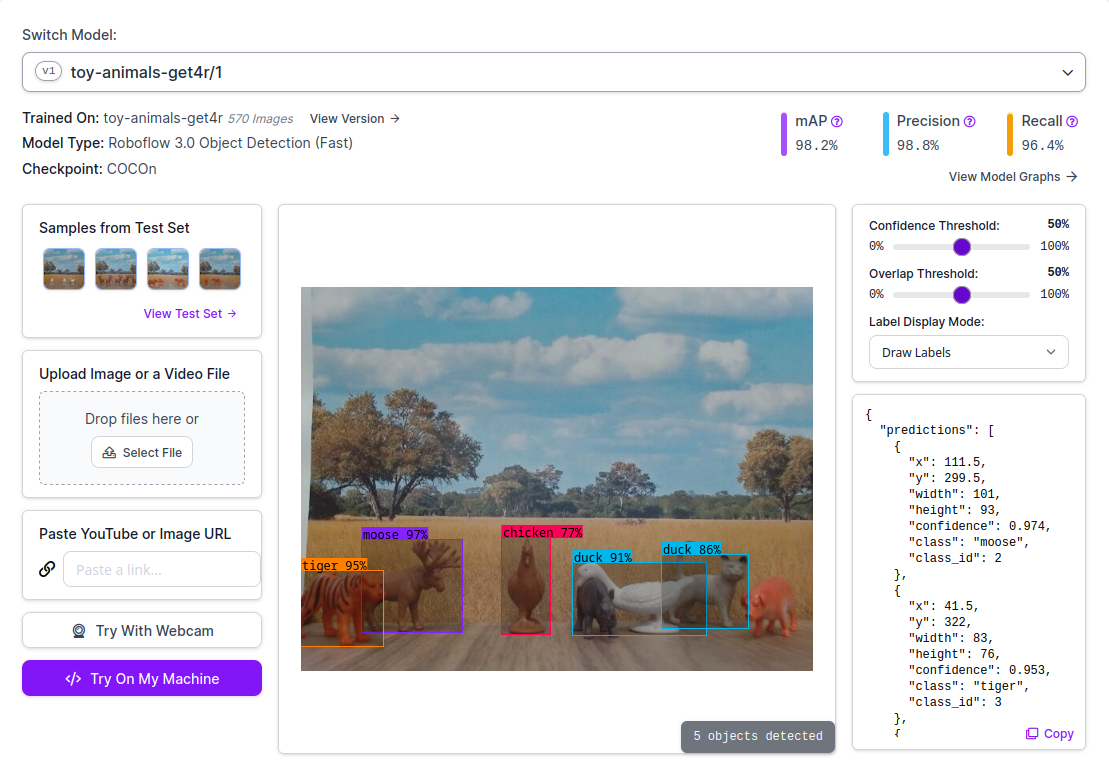 Switch Model:
v1 toy-animals-get4r/1
Trained On: toy-animals-get4r 570 Images View Version →
Model Type: Roboflow 3.0 Object Detection (Fast)
Checkpoint: COCOn
mAP
98.2%
Precision
98.8%
Recall
96.4%
View Model Graphs →
Samples from Test Set
View Test Set →
Upload Image or a Video File
Drop files here or
Select File
Paste YouTube or Image URL
Paste a link...
Try With Webcam
</> Try On My Machine
moose 97%
chicken 77%
duck 86%
duck 91%
tiger 95%
5 objects detected
Confidence Threshold: 50%
0% 100%
Overlap Threshold: 50%
0% 100%
Label Display Mode:
Draw Labels
{
"predictions": [
{
"x": 111.5,
"y": 299.5,
"width": 101,
"height": 93,
"confidence": 0.974,
"class": "moose",
"class_id": 2
},
{
"x": 41.5,
"y": 322,
"width": 83,
"height": 76,
"confidence": 0.953,
"class": "tiger",
"class_id": 3
},
{
Copy